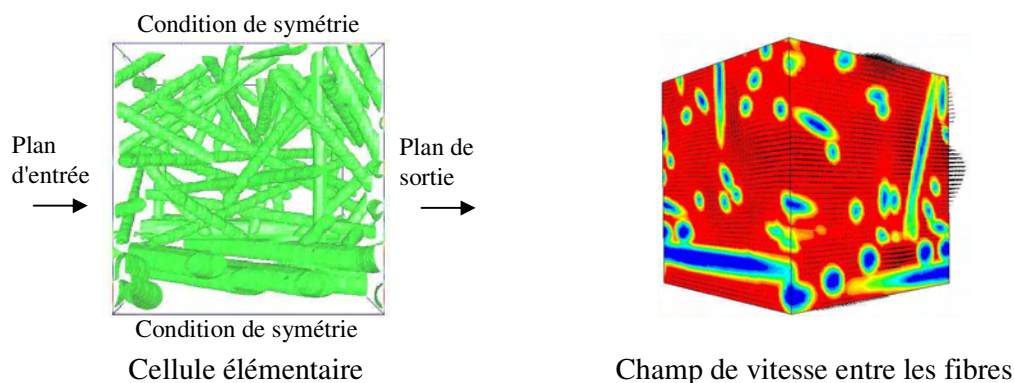 Condition de symétrie
Plan
d'entrée
Plan de
sortie
Condition de symétrie
Cellule élémentaire
Champ de vitesse entre les fibres